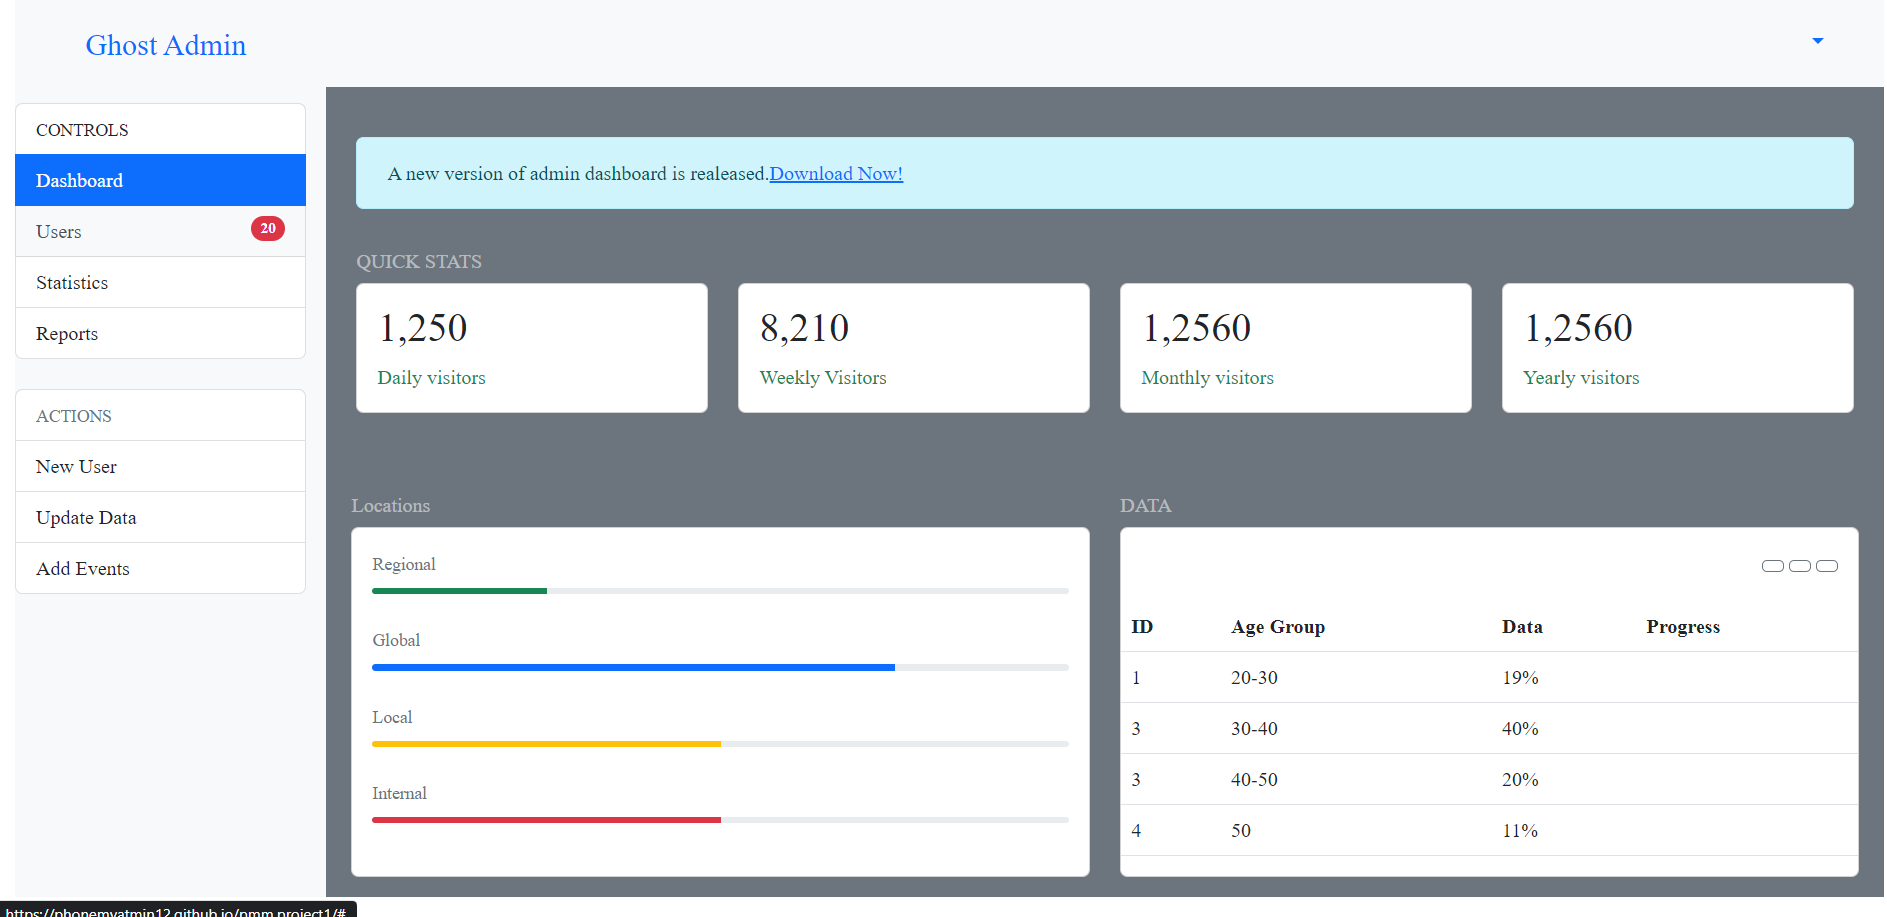 Ghost Admin
CONTROLS
Dashboard
Users 20
Statistics
Reports
ACTIONS
New User
Update Data
Add Events
A new version of admin dashboard is realeased.Download Now!
QUICK STATS
1,250
Daily visitors
8,210
Weekly Visitors
1,2560
Monthly visitors
1,2560
Yearly visitors
Locations
Regional
Global
Local
Internal
DATA
ID Age Group Data Progress
1 20-30 19%
3 30-40 40%
3 40-50 20%
4 50 11%
https://phonemyatmin12.github.io/pmm.project1/#